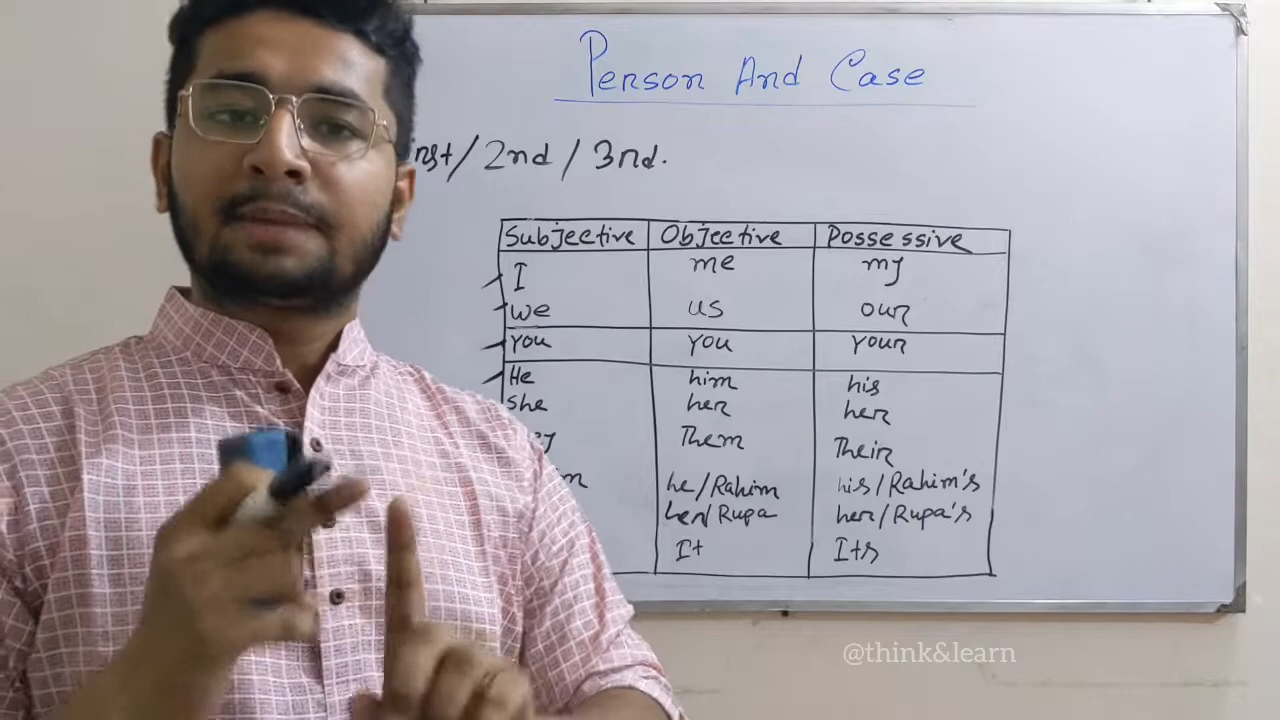 Person And Case
irst/2nd/3rd.
Subjective Objective Possessive
I me my
we us our
You You Your
He him his
She her her
Them Their
he/Rahim his/Rahim's
her/Rupa her/Rupa's
It Its
@think&learn